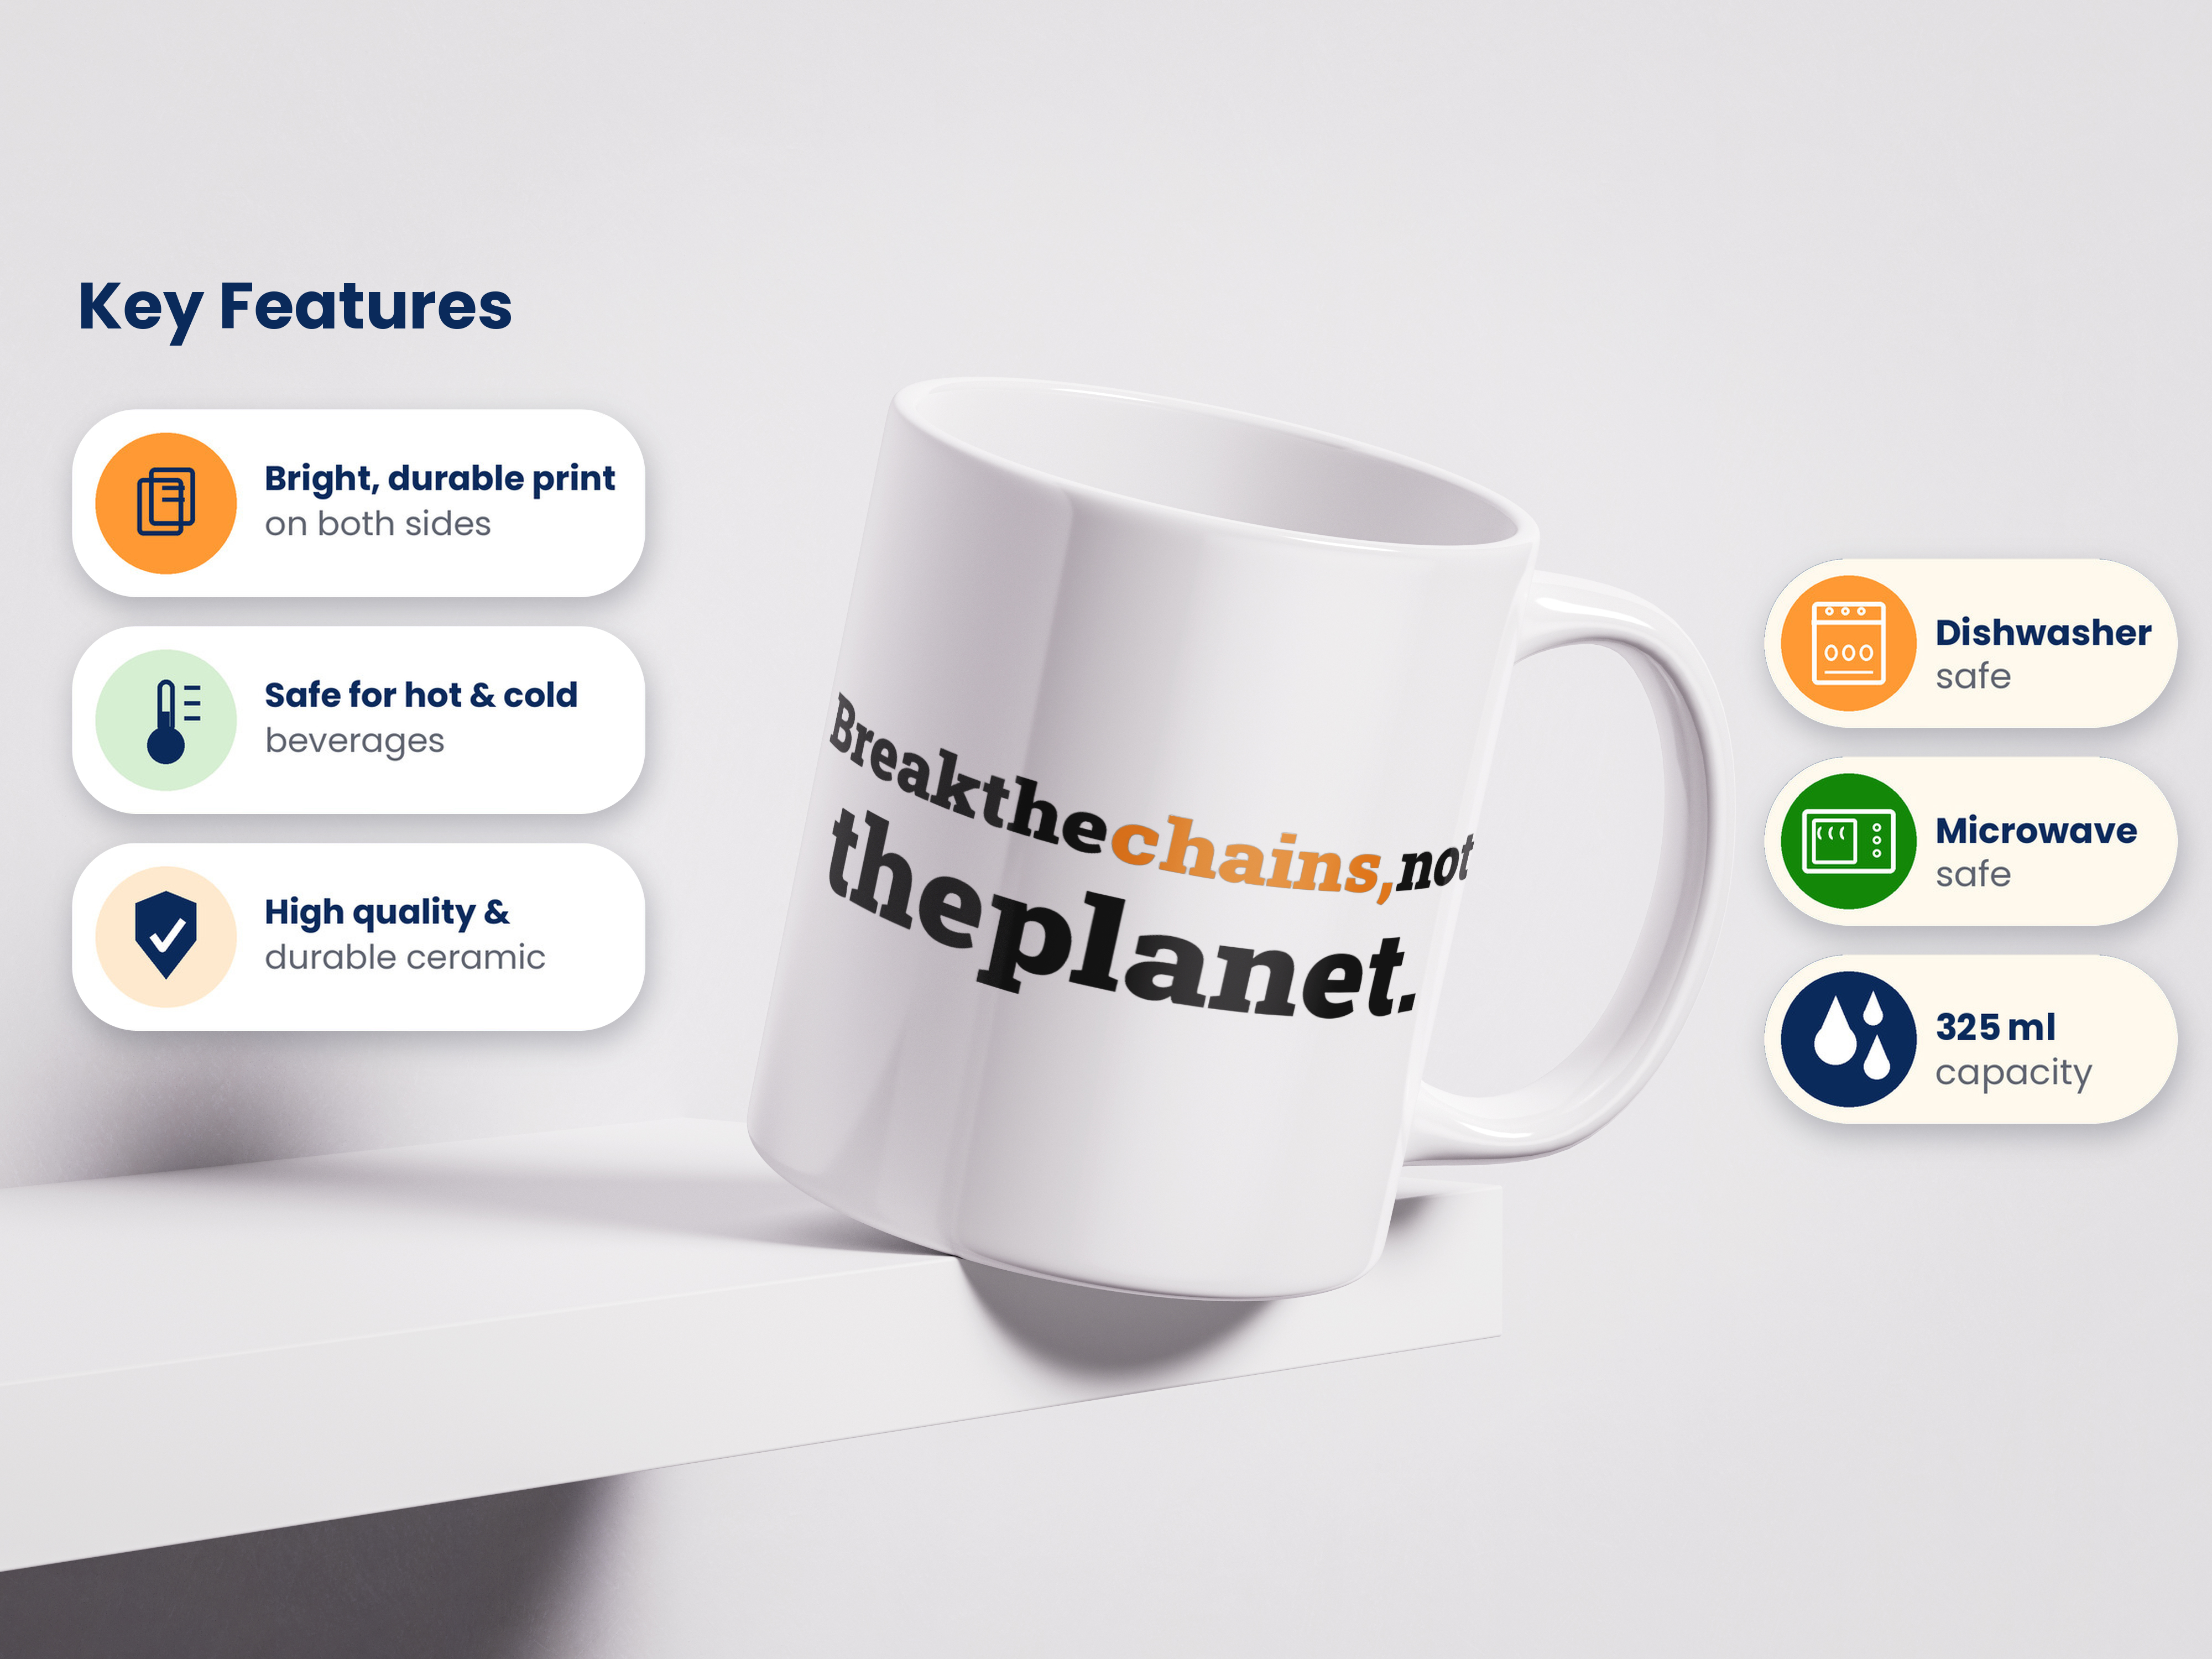 Key Features
Bright, durable print
on both sides
Safe for hot & cold
beverages
High quality &
durable ceramic
Breakthechains,not
theplanet.
Dishwasher
safe
Microwave
safe
325 ml
capacity